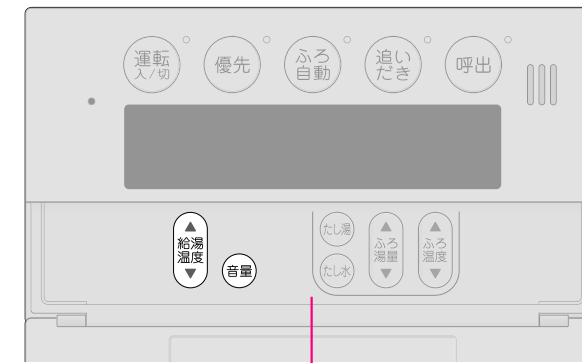 運転
入/切
優先
ふろ
自動
追い
だき
呼出
▲
給湯
温度
▼
音量
たし湯
たし水
▲
ふろ
湯量
▼
▲
ふろ
温度
▼